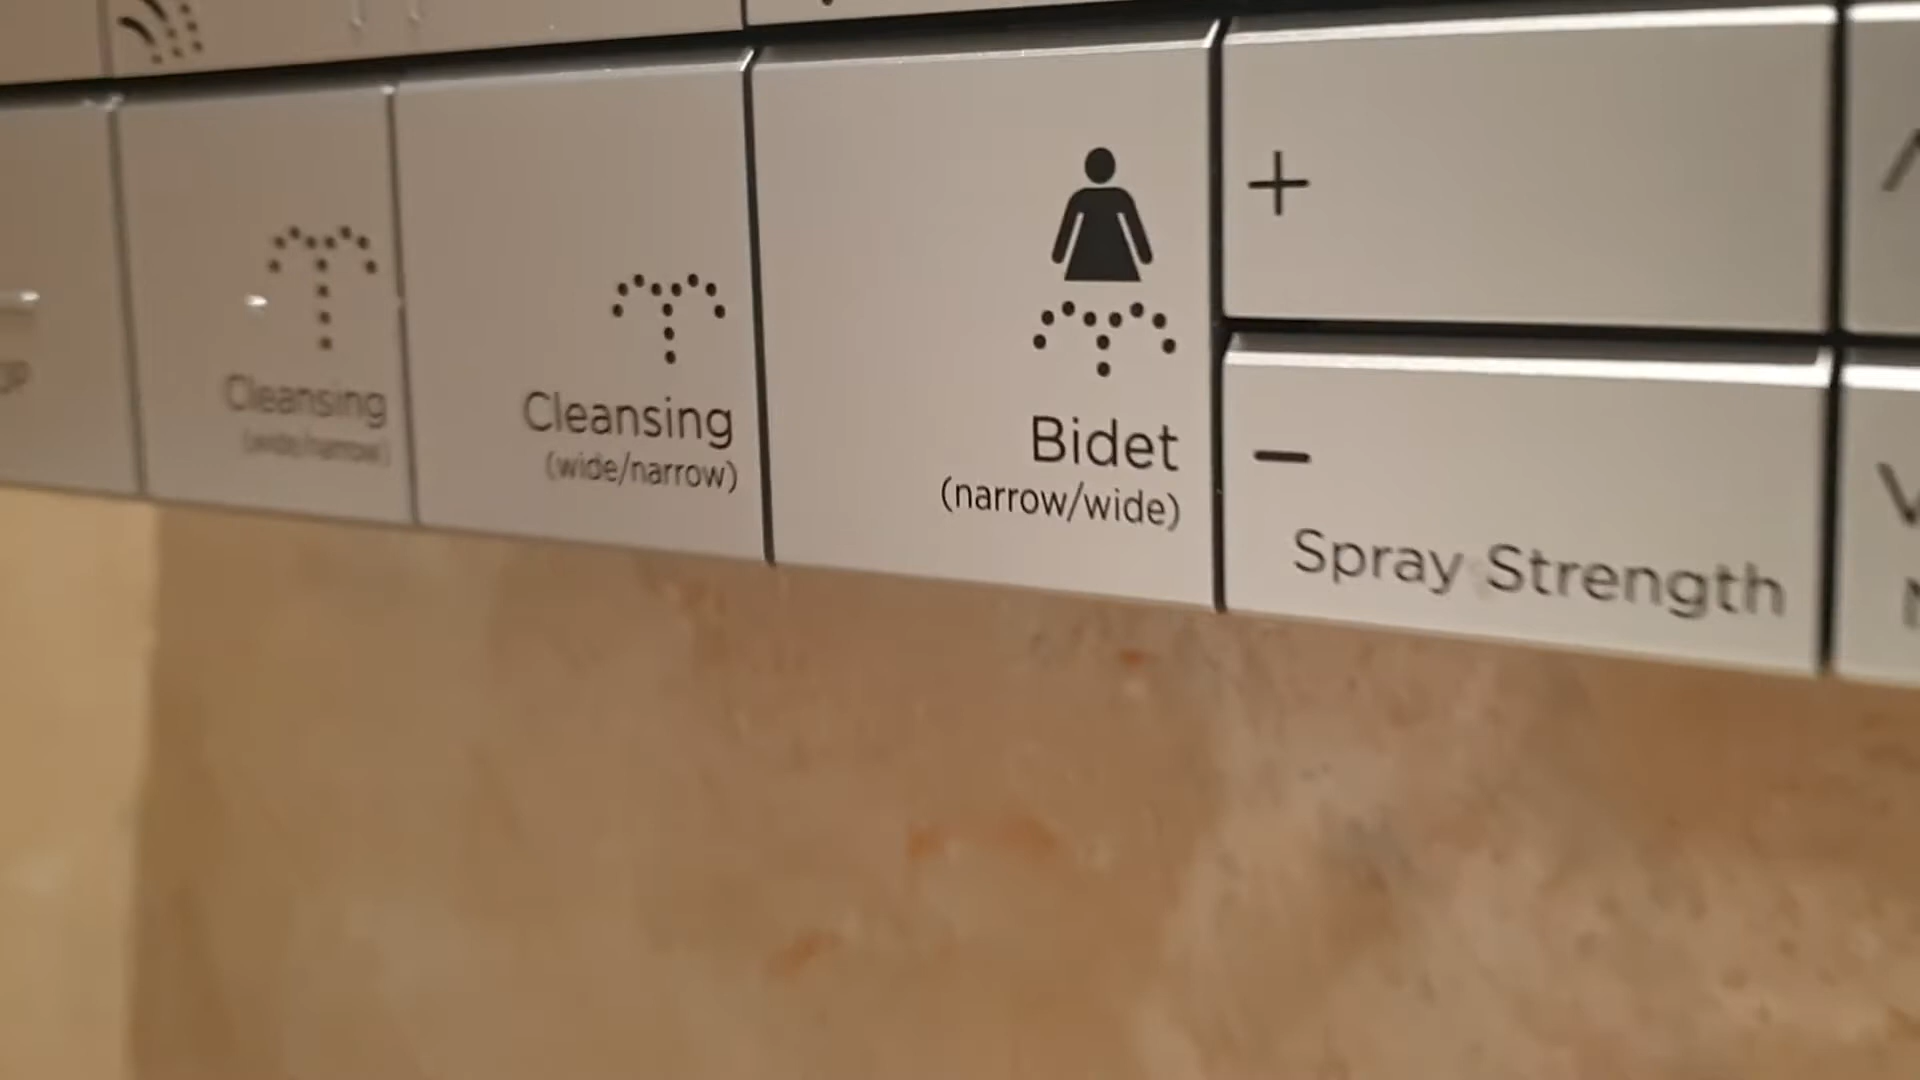 Cleansing
(wide/narrow)
Cleansing
(wide/narrow)
Bidet
(narrow/wide)
+
−
Spray Strength